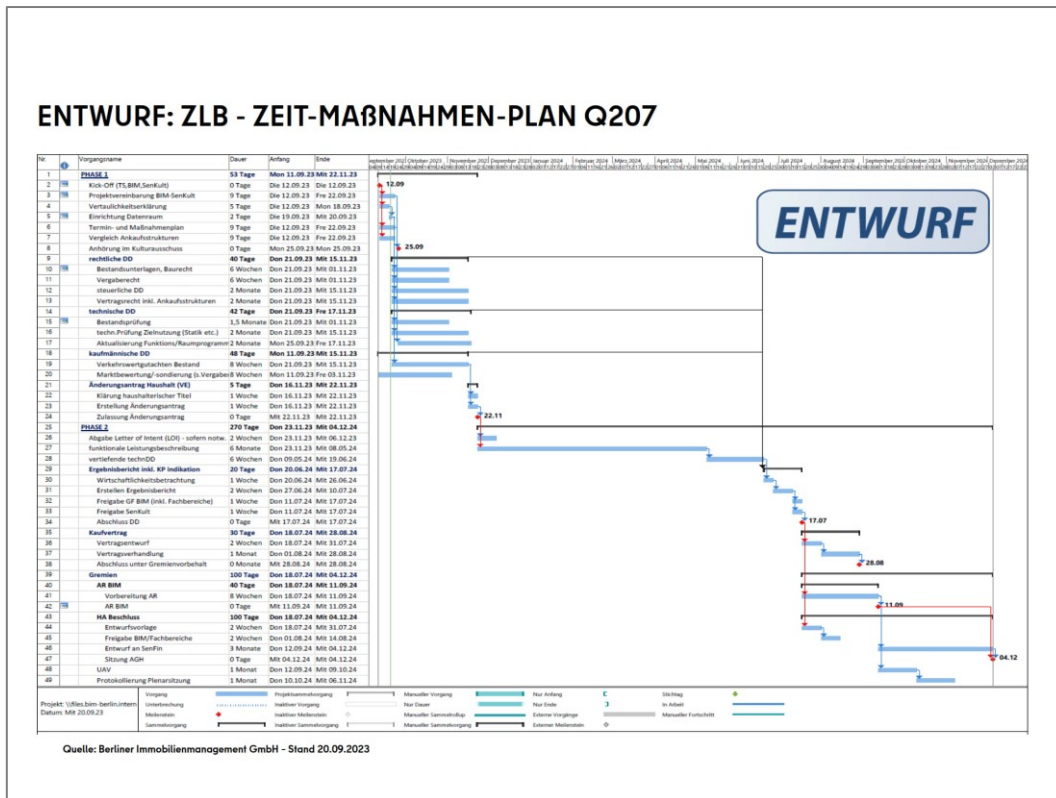 ENTWURF: ZLB - ZEIT-MAßNAHMEN-PLAN Q207
Nr. Vorgangsname Dauer Anfang Ende
September 2023 Oktober 2023 November 2023 Dezember 2023 Januar 2024 Februar 2024 März 2024 April 2024 Mai 2024 Juni 2024 Juli 2024 August 2024 September 2024 Oktober 2024 November 2024 Dezember 2024
1 PHASE 1 53 Tage Mon 11.09.23 Mit 22.11.23
2 Kick-Off (TS,BIM,SenKult) 0 Tage Die 12.09.23 Die 12.09.23 12.09
3 Projektvereinbarung BIM-SenKult 9 Tage Die 12.09.23 Fre 22.09.23
4 Vertaulichkeitserklärung 5 Tage Die 12.09.23 Mon 18.09.23
5 Einrichtung Datenraum 2 Tage Die 19.09.23 Mit 20.09.23
6 Termin- und Maßnahmenplan 9 Tage Die 12.09.23 Fre 22.09.23
7 Vergleich Ankaufsstrukturen 9 Tage Die 12.09.23 Fre 22.09.23
8 Anhörung im Kulturausschuss 0 Tage Mon 25.09.23 Mon 25.09.23 25.09
9 rechtliche DD 40 Tage Don 21.09.23 Mit 15.11.23
10 Bestandsunterlagen, Baurecht 6 Wochen Don 21.09.23 Mit 01.11.23
11 Vergaberecht 6 Wochen Don 21.09.23 Mit 01.11.23
12 steuerliche DD 2 Monate Don 21.09.23 Mit 15.11.23
13 Vertragsrecht inkl. Ankaufsstrukturen 2 Monate Don 21.09.23 Mit 15.11.23
14 technische DD 42 Tage Don 21.09.23 Fre 17.11.23
15 Bestandsprüfung 1,5 Monate Don 21.09.23 Mit 01.11.23
16 techn.Prüfung Zielnutzung (Statik etc.) 2 Monate Don 21.09.23 Mit 15.11.23
17 Aktualisierung Funktions/Raumprogramm 2 Monate Mon 25.09.23 Fre 17.11.23
18 kaufmännische DD 48 Tage Mon 11.09.23 Mit 15.11.23
19 Verkehrswertgutachten Bestand 8 Wochen Don 21.09.23 Mit 15.11.23
20 Marktbewertung/-sondierung (s.Vergabe 8 Wochen Mon 11.09.23 Fre 03.11.23
21 Änderungsantrag Haushalt (VE) 5 Tage Don 16.11.23 Mit 22.11.23
22 Klärung haushalterischer Titel 1 Woche Don 16.11.23 Mit 22.11.23
23 Erstellung Änderungsantrag 1 Woche Don 16.11.23 Mit 22.11.23
24 Zulassung Änderungsantrag 0 Tage Mit 22.11.23 Mit 22.11.23 22.11
25 PHASE 2 270 Tage Don 23.11.23 Mit 04.12.24
26 Abgabe Letter of Intent (LOI) - sofern notw. 2 Wochen Don 23.11.23 Mit 06.12.23
27 funktionale Leistungsbeschreibung 6 Monate Don 23.11.23 Mit 08.05.24
28 vertiefende technDD 6 Wochen Don 09.05.24 Mit 19.06.24
29 Ergebnisbericht inkl. KP indikation 20 Tage Don 20.06.24 Mit 17.07.24
30 Wirtschaftlichkeitsbetrachtung 1 Woche Don 20.06.24 Mit 26.06.24
31 Erstellen Ergebnisbericht 2 Wochen Don 27.06.24 Mit 10.07.24
32 Freigabe GF BIM (inkl. Fachbereiche) 1 Woche Don 11.07.24 Mit 17.07.24
33 Freigabe SenKult 1 Woche Don 11.07.24 Mit 17.07.24
34 Abschluss DD 0 Tage Mit 17.07.24 Mit 17.07.24 17.07
35 Kaufvertrag 30 Tage Don 18.07.24 Mit 28.08.24
36 Vertragsentwurf 2 Wochen Don 18.07.24 Mit 31.07.24
37 Vertragsverhandlung 1 Monat Don 01.08.24 Mit 28.08.24
38 Abschluss unter Gremienvorbehalt 0 Monate Mit 28.08.24 Mit 28.08.24 28.08
39 Gremien 100 Tage Don 18.07.24 Mit 04.12.24
40 AR BIM 40 Tage Don 18.07.24 Mit 11.09.24
41 Vorbereitung AR 8 Wochen Don 18.07.24 Mit 11.09.24
42 AR BIM 0 Tage Mit 11.09.24 Mit 11.09.24 11.09
43 HA Beschluss 100 Tage Don 18.07.24 Mit 04.12.24
44 Entwurfsvorlage 2 Wochen Don 18.07.24 Mit 31.07.24
45 Freigabe BIM/Fachbereiche 2 Wochen Don 01.08.24 Mit 14.08.24
46 Entwurf an SenFin 3 Monate Don 12.09.24 Mit 04.12.24
47 Sitzung AGH 0 Tage Mit 04.12.24 Mit 04.12.24 04.12
48 UAV 1 Monat Don 12.09.24 Mit 09.10.24
49 Protokollierung Plenarsitzung 1 Monat Don 10.10.24 Mit 06.11.24
ENTWURF
Projekt: \\files.bim-berlin.intern
Datum: Mit 20.09.23
Vorgang Projektsammelvorgang Manueller Vorgang Nur Anfang Stichtag
Unterbrechung Inaktiver Vorgang Nur Dauer Nur Ende In Arbeit
Meilenstein Inaktiver Meilenstein Manueller Sammelrollup Externe Vorgänge Manueller Fortschritt
Sammelvorgang Inaktiver Sammelvorgang Manueller Sammelvorgang Externer Meilenstein
Quelle: Berliner Immobilienmanagement GmbH - Stand 20.09.2023